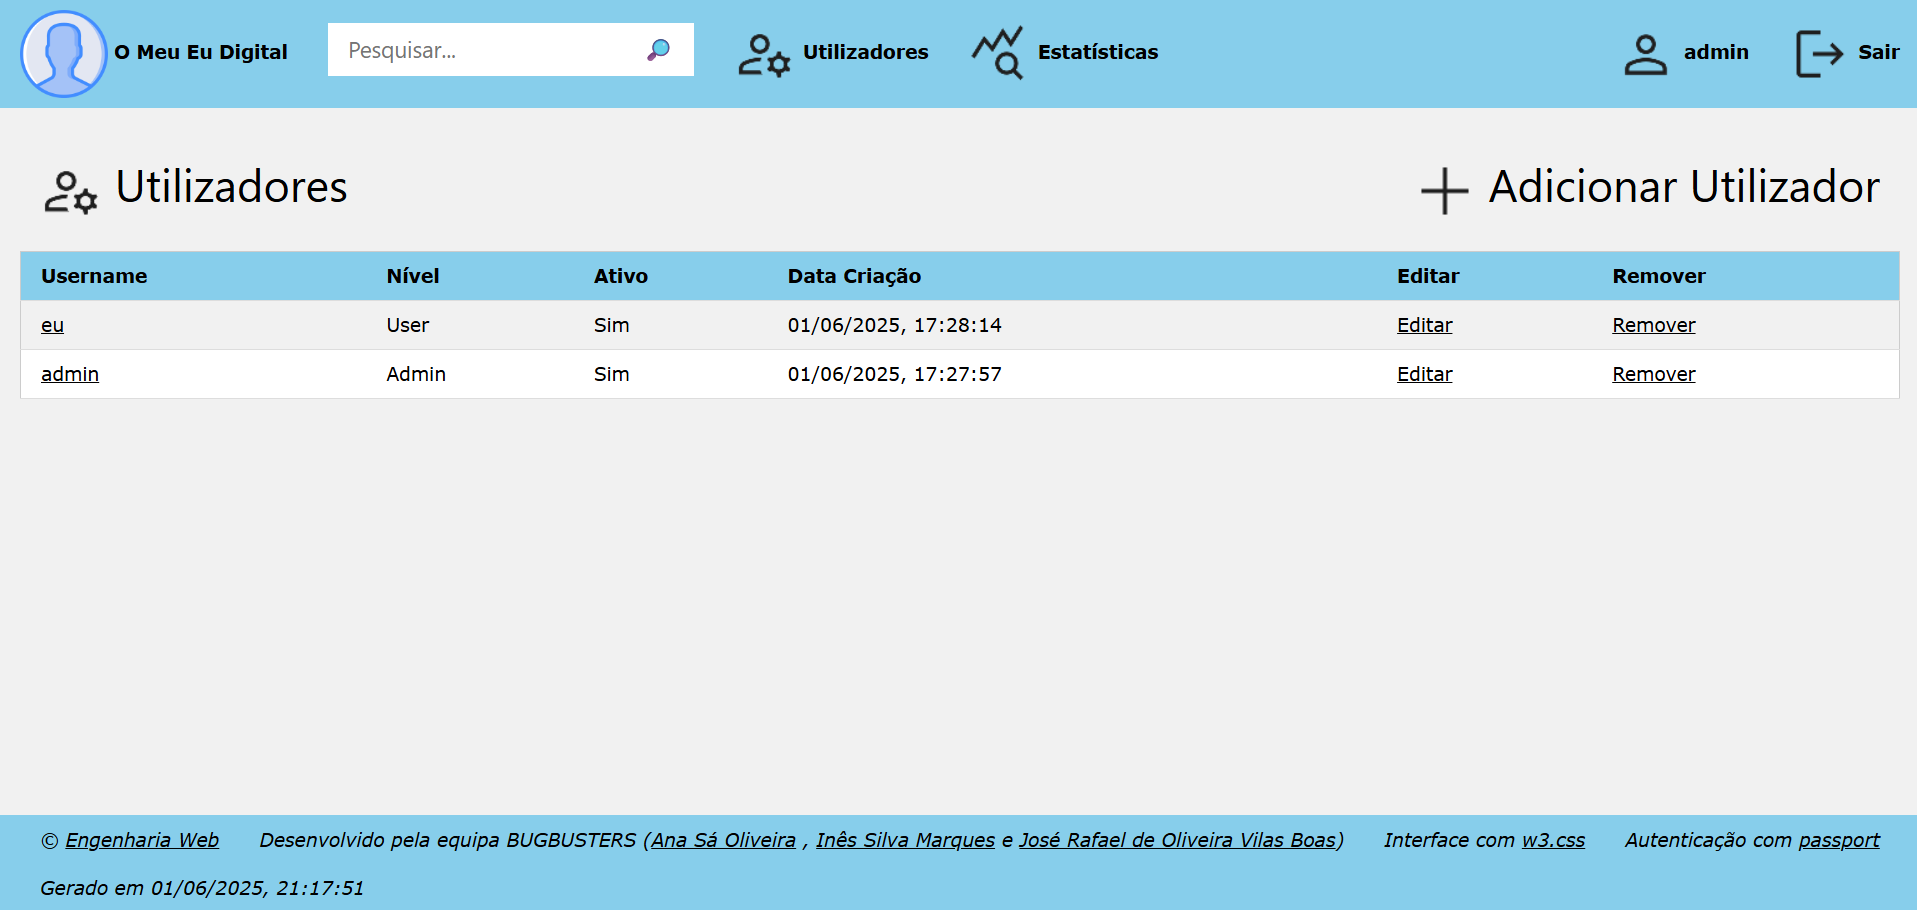 O Meu Eu Digital Pesquisar... Utilizadores Estatísticas admin Sair
Utilizadores Adicionar Utilizador
Username Nível Ativo Data Criação Editar Remover
eu User Sim 01/06/2025, 17:28:14 Editar Remover
admin Admin Sim 01/06/2025, 17:27:57 Editar Remover
© Engenharia Web Desenvolvido pela equipa BUGBUSTERS (Ana Sá Oliveira , Inês Silva Marques e José Rafael de Oliveira Vilas Boas) Interface com w3.css Autenticação com passport
Gerado em 01/06/2025, 21:17:51